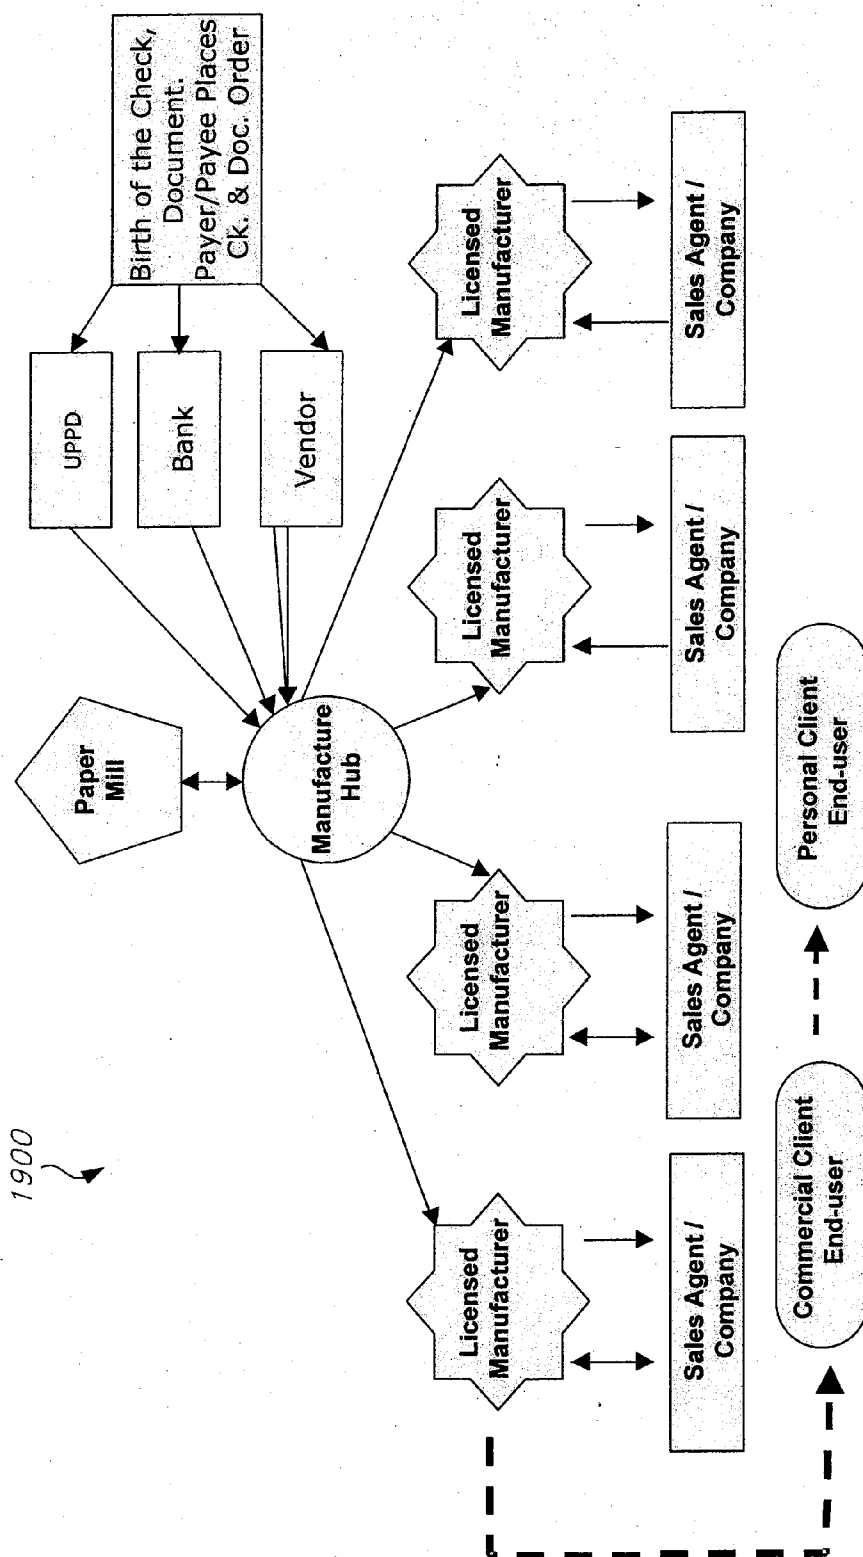 1900
Paper
Mill
UPPD
Bank
Vendor
Birth of the Check,
Document.
Payer/Payee Places
Ck. & Doc. Order
Manufacture
Hub
Licensed
Manufacturer
Licensed
Manufacturer
Licensed
Manufacturer
Licensed
Manufacturer
Sales Agent /
Company
Sales Agent /
Company
Sales Agent /
Company
Sales Agent /
Company
Commercial Client
End-user
Personal Client
End-user